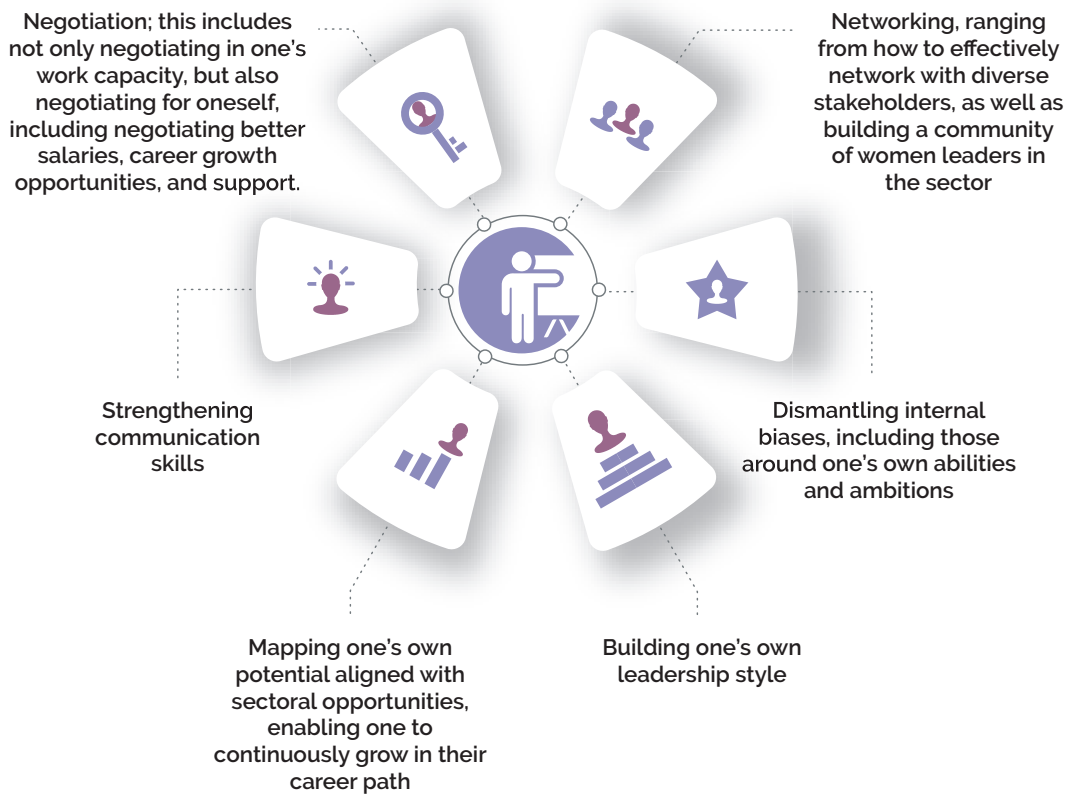 Negotiation; this includes
not only negotiating in one’s
work capacity, but also
negotiating for oneself,
including negotiating better
salaries, career growth
opportunities, and support.
Networking, ranging
from how to effectively
network with diverse
stakeholders, as well as
building a community
of women leaders in
the sector
Strengthening
communication
skills
Dismantling internal
biases, including those
around one’s own abilities
and ambitions
Mapping one’s own
potential aligned with
sectoral opportunities,
enabling one to
continuously grow in their
career path
Building one’s own
leadership style